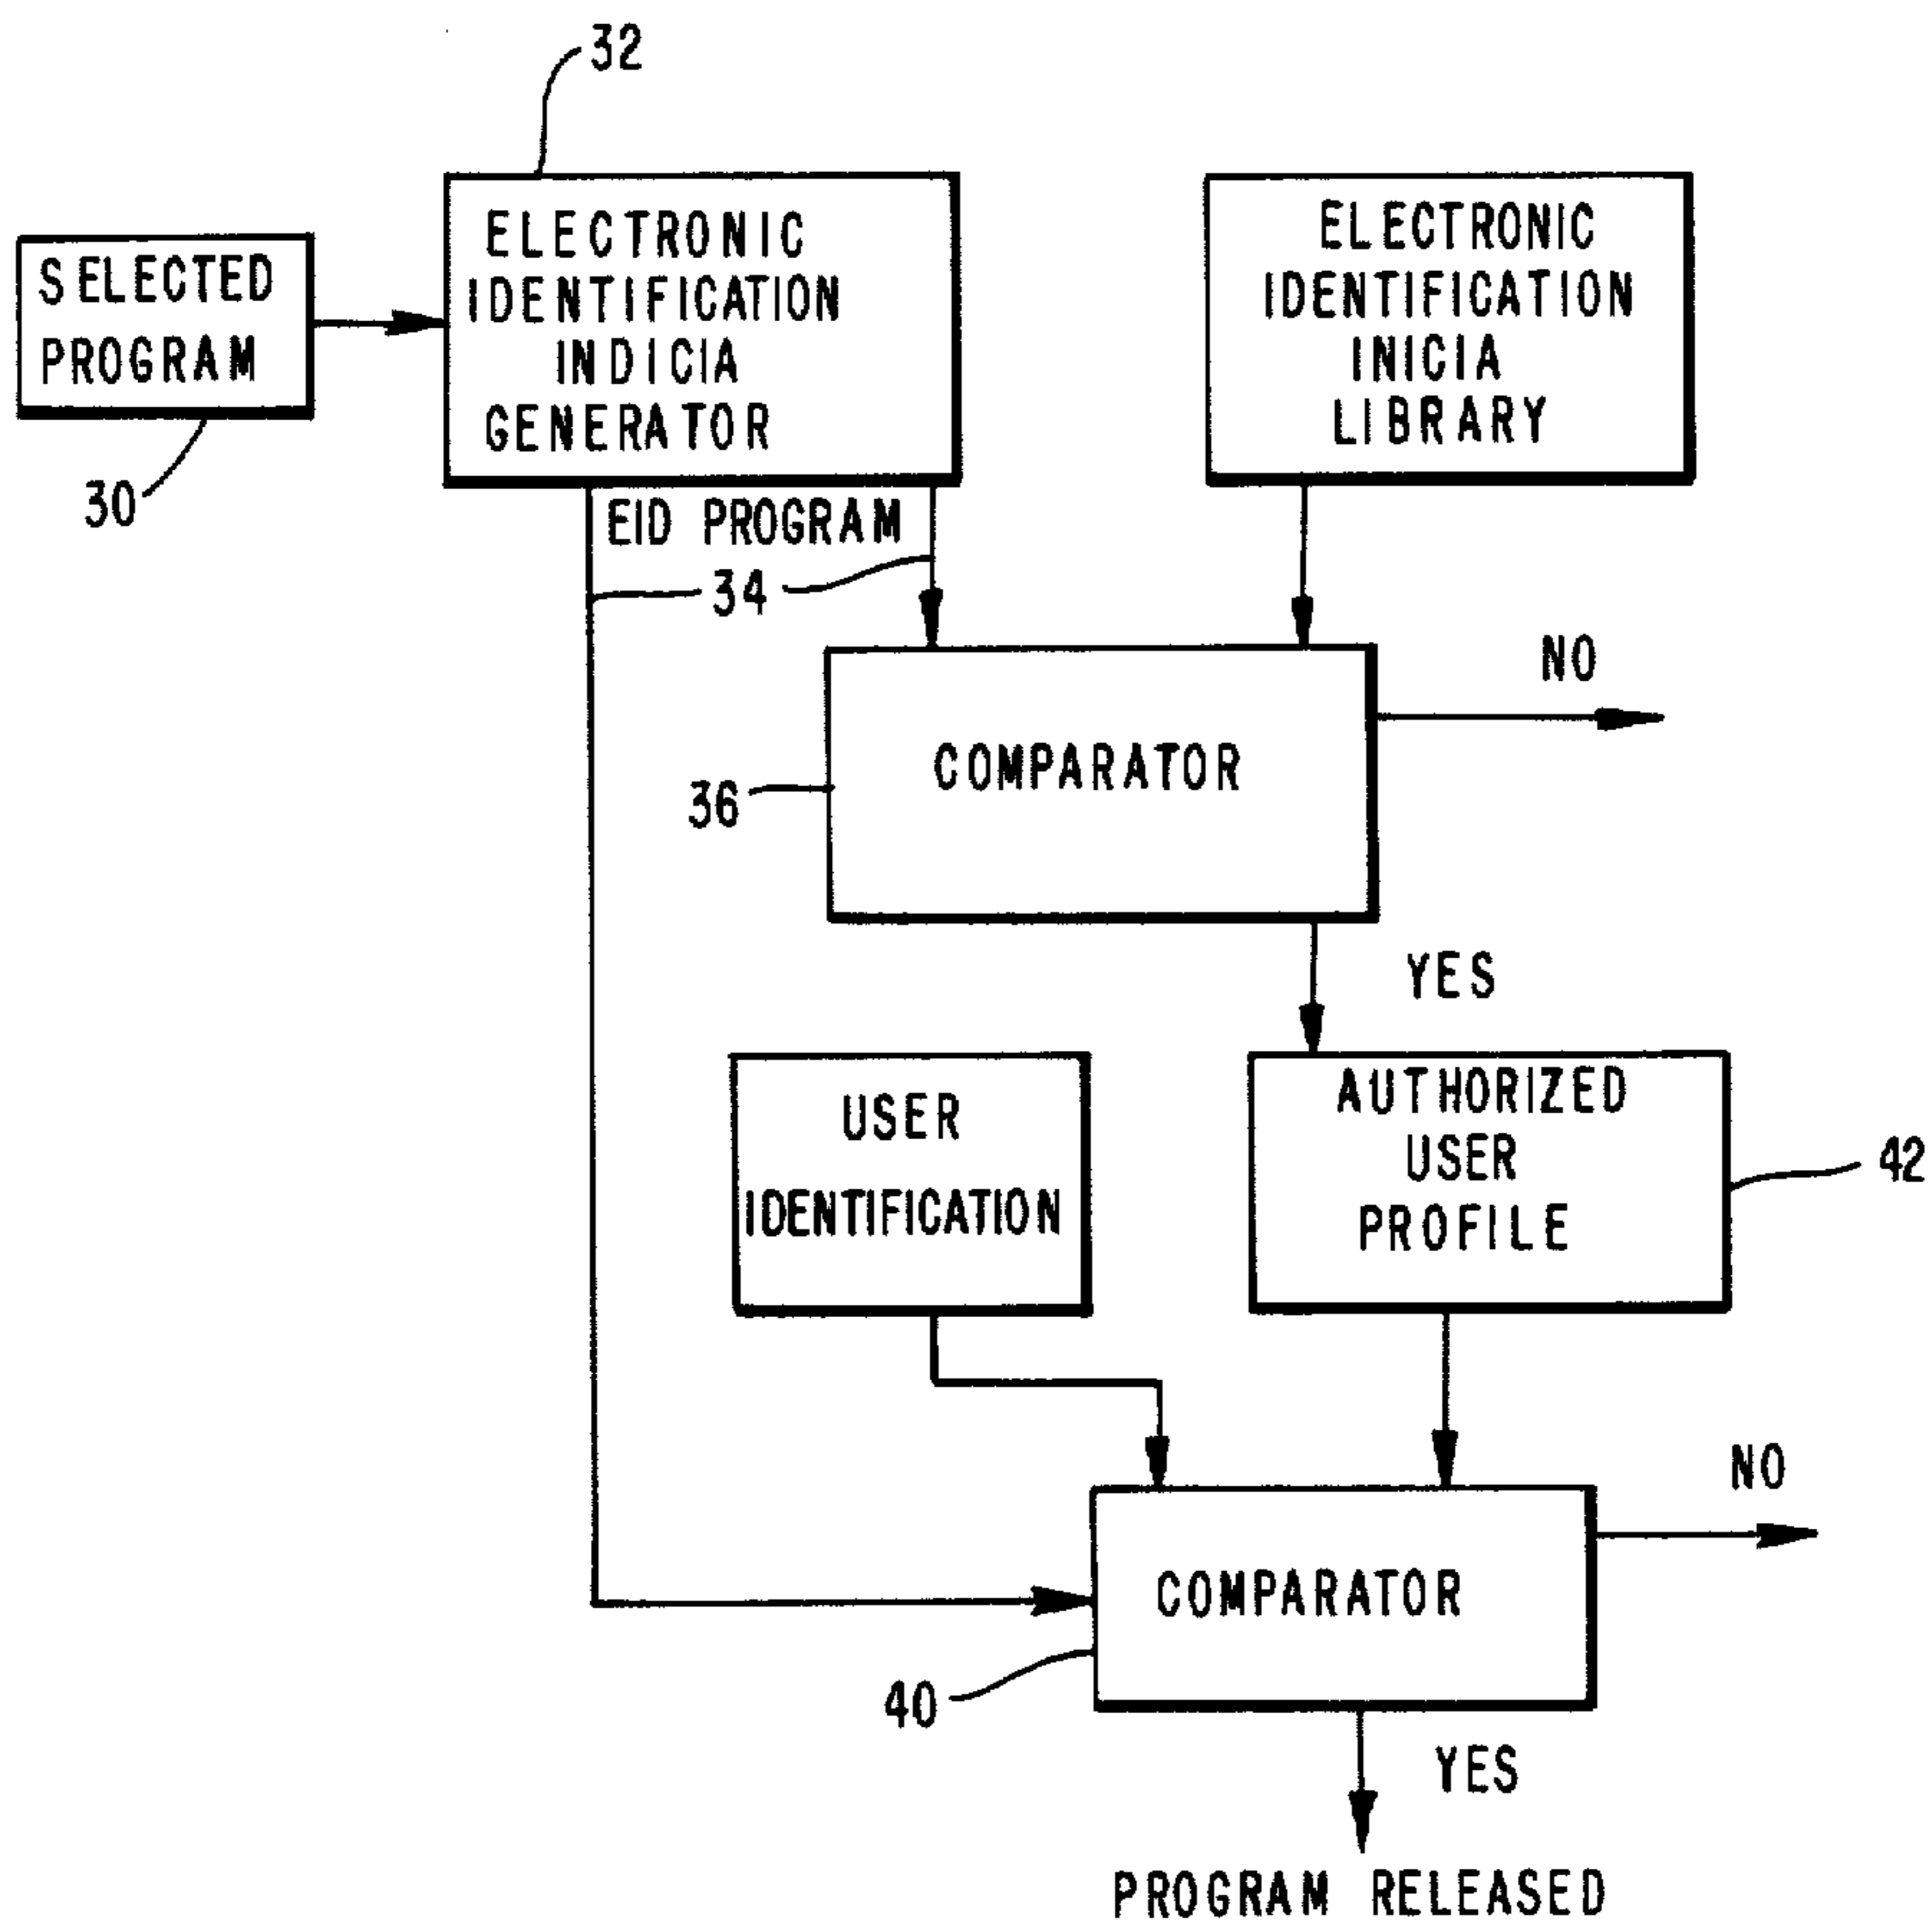 32
SELECTED
PROGRAM
30
ELECTRONIC
IDENTIFICATION
INDICIA
GENERATOR
ELECTRONIC
IDENTIFICATION
INICIA
LIBRARY
EID PROGRAM
34
NO
COMPARATOR
36
YES
USER
IDENTIFICATION
AUTHORIZED
USER
PROFILE
42
NO
COMPARATOR
40
YES
PROGRAM RELEASED